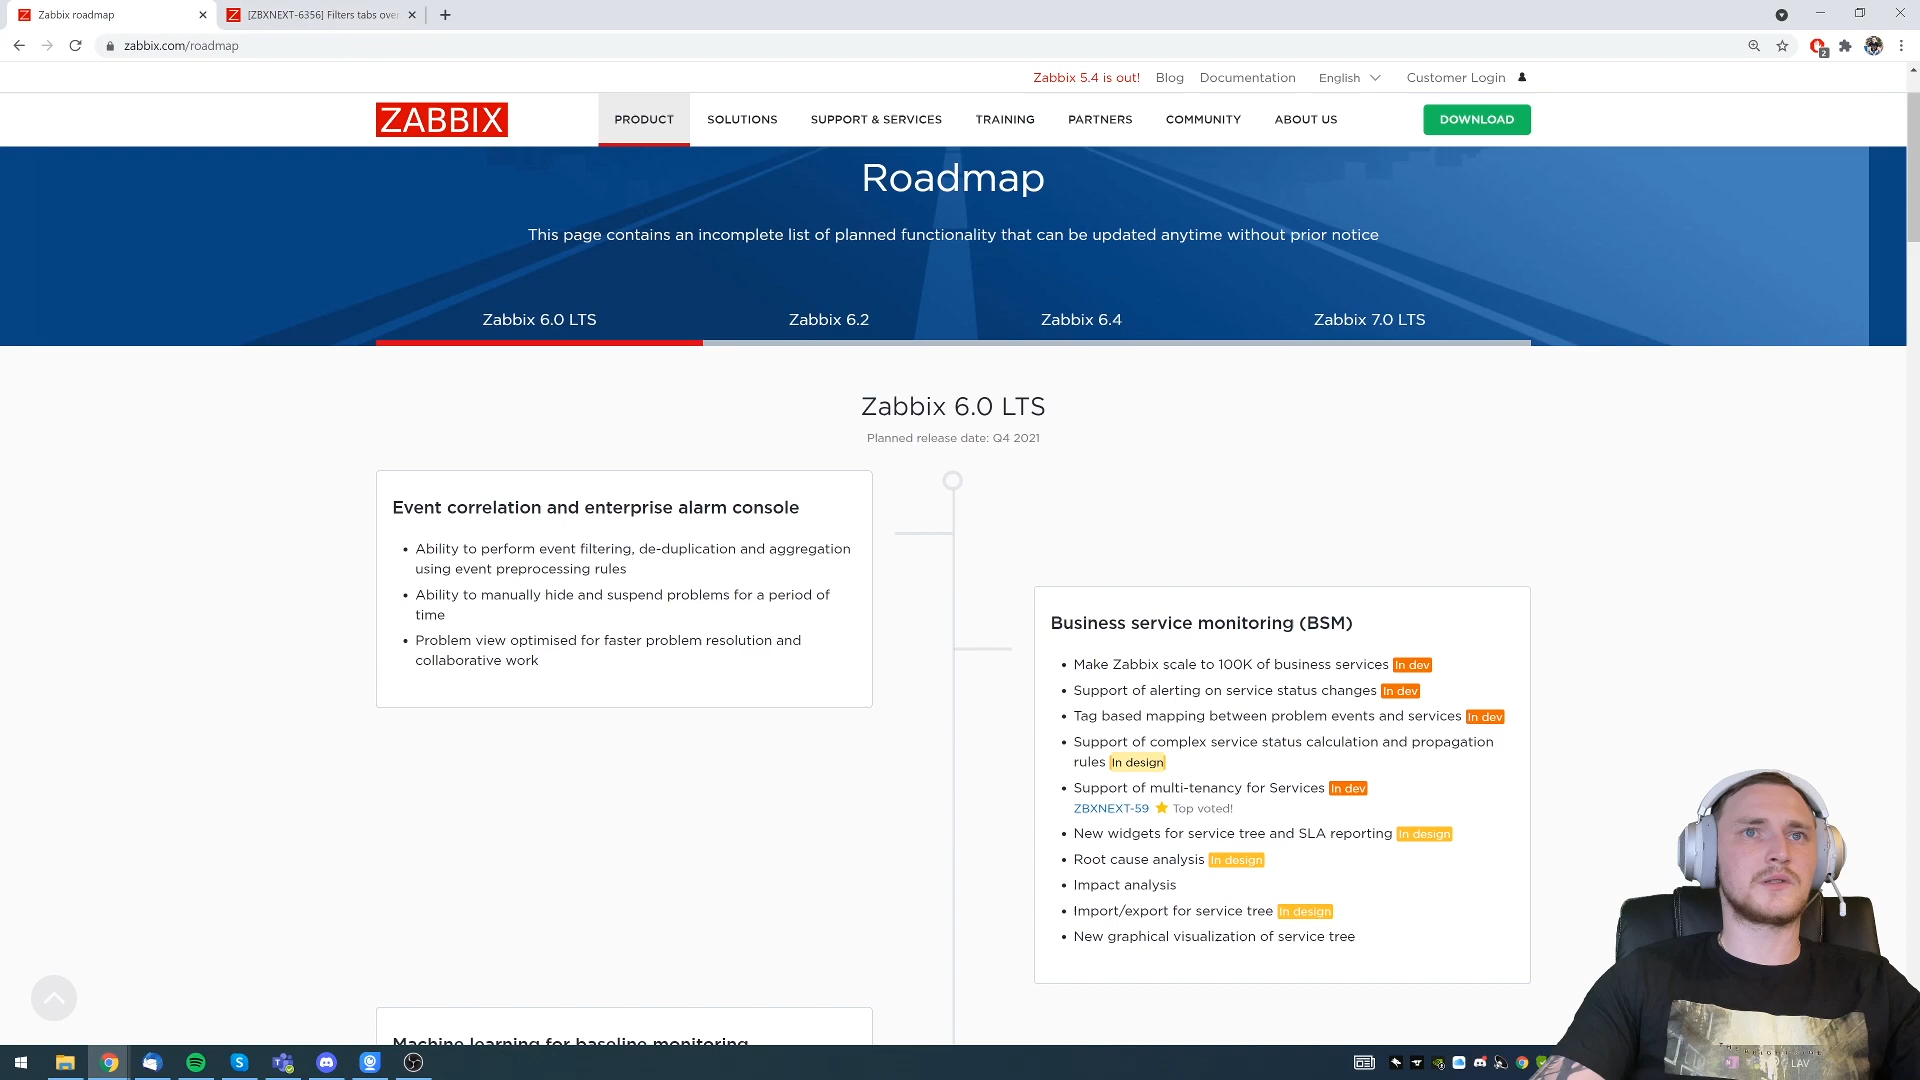 Zabbix roadmap
[ZBXNEXT-6356] Filters tabs over
zabbix.com/roadmap
2
Zabbix 5.4 is out! Blog Documentation English Customer Login
ZABBIX PRODUCT SOLUTIONS SUPPORT & SERVICES TRAINING PARTNERS COMMUNITY ABOUT US DOWNLOAD
Roadmap
This page contains an incomplete list of planned functionality that can be updated anytime without prior notice
Zabbix 6.0 LTS Zabbix 6.2 Zabbix 6.4 Zabbix 7.0 LTS
Zabbix 6.0 LTS
Planned release date: Q4 2021
Event correlation and enterprise alarm console
• Ability to perform event filtering, de-duplication and aggregation
using event preprocessing rules
• Ability to manually hide and suspend problems for a period of
time
• Problem view optimised for faster problem resolution and
collaborative work
Business service monitoring (BSM)
• Make Zabbix scale to 100K of business services In dev
• Support of alerting on service status changes In dev
• Tag based mapping between problem events and services In dev
• Support of complex service status calculation and propagation
rules In design
• Support of multi-tenancy for Services In dev
ZBXNEXT-59 Top voted!
• New widgets for service tree and SLA reporting In design
• Root cause analysis In design
• Impact analysis
• Import/export for service tree In design
• New graphical visualization of service tree
Machine learning for baseline monitoring
LAV